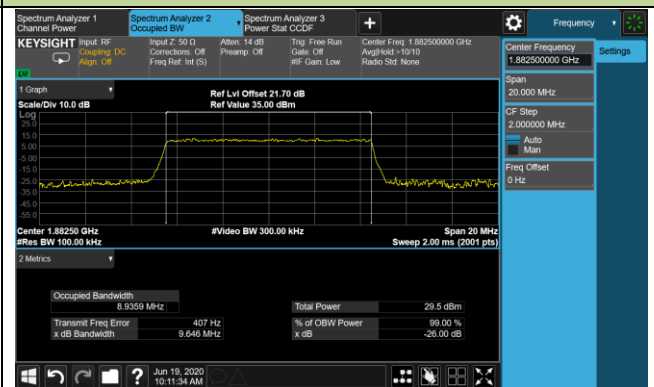 Spectrum Analyzer 1
Channel Power
Spectrum Analyzer 2
Occupied BW
Spectrum Analyzer 3
Power Stat CCDF
Frequency
KEYSIGHT
Input: RF
Coupling: DC
Align: Off
Input Z: 50 Ω
Corrections: Off
Freq Ref: Int (S)
Atten: 14 dB
Preamp: Off
Trig: Free Run
Gate: Off
#IF Gain: Low
Center Freq: 1.882500000 GHz
Avg|Hold:>10/10
Radio Std: None
LW
Center Frequency
1.882500000 GHz
Settings
Span
20.000 MHz
CF Step
2.000000 MHz
Auto
Man
Freq Offset
0 Hz
1 Graph
Scale/Div 10.0 dB
Ref Lvl Offset 21.70 dB
Ref Value 35.00 dBm
Log
25.0
15.0
5.00
-5.00
-15.0
-25.0
-35.0
-45.0
-55.0
Center 1.88250 GHz
#Video BW 300.00 kHz
Span 20 MHz
#Res BW 100.00 kHz
Sweep 2.00 ms (2001 pts)
2 Metrics
Occupied Bandwidth
8.9359 MHz
Total Power 29.5 dBm
Transmit Freq Error 407 Hz
% of OBW Power 99.00 %
x dB Bandwidth 9.646 MHz
x dB -26.00 dB
Jun 19, 2020
10:11:34 AM